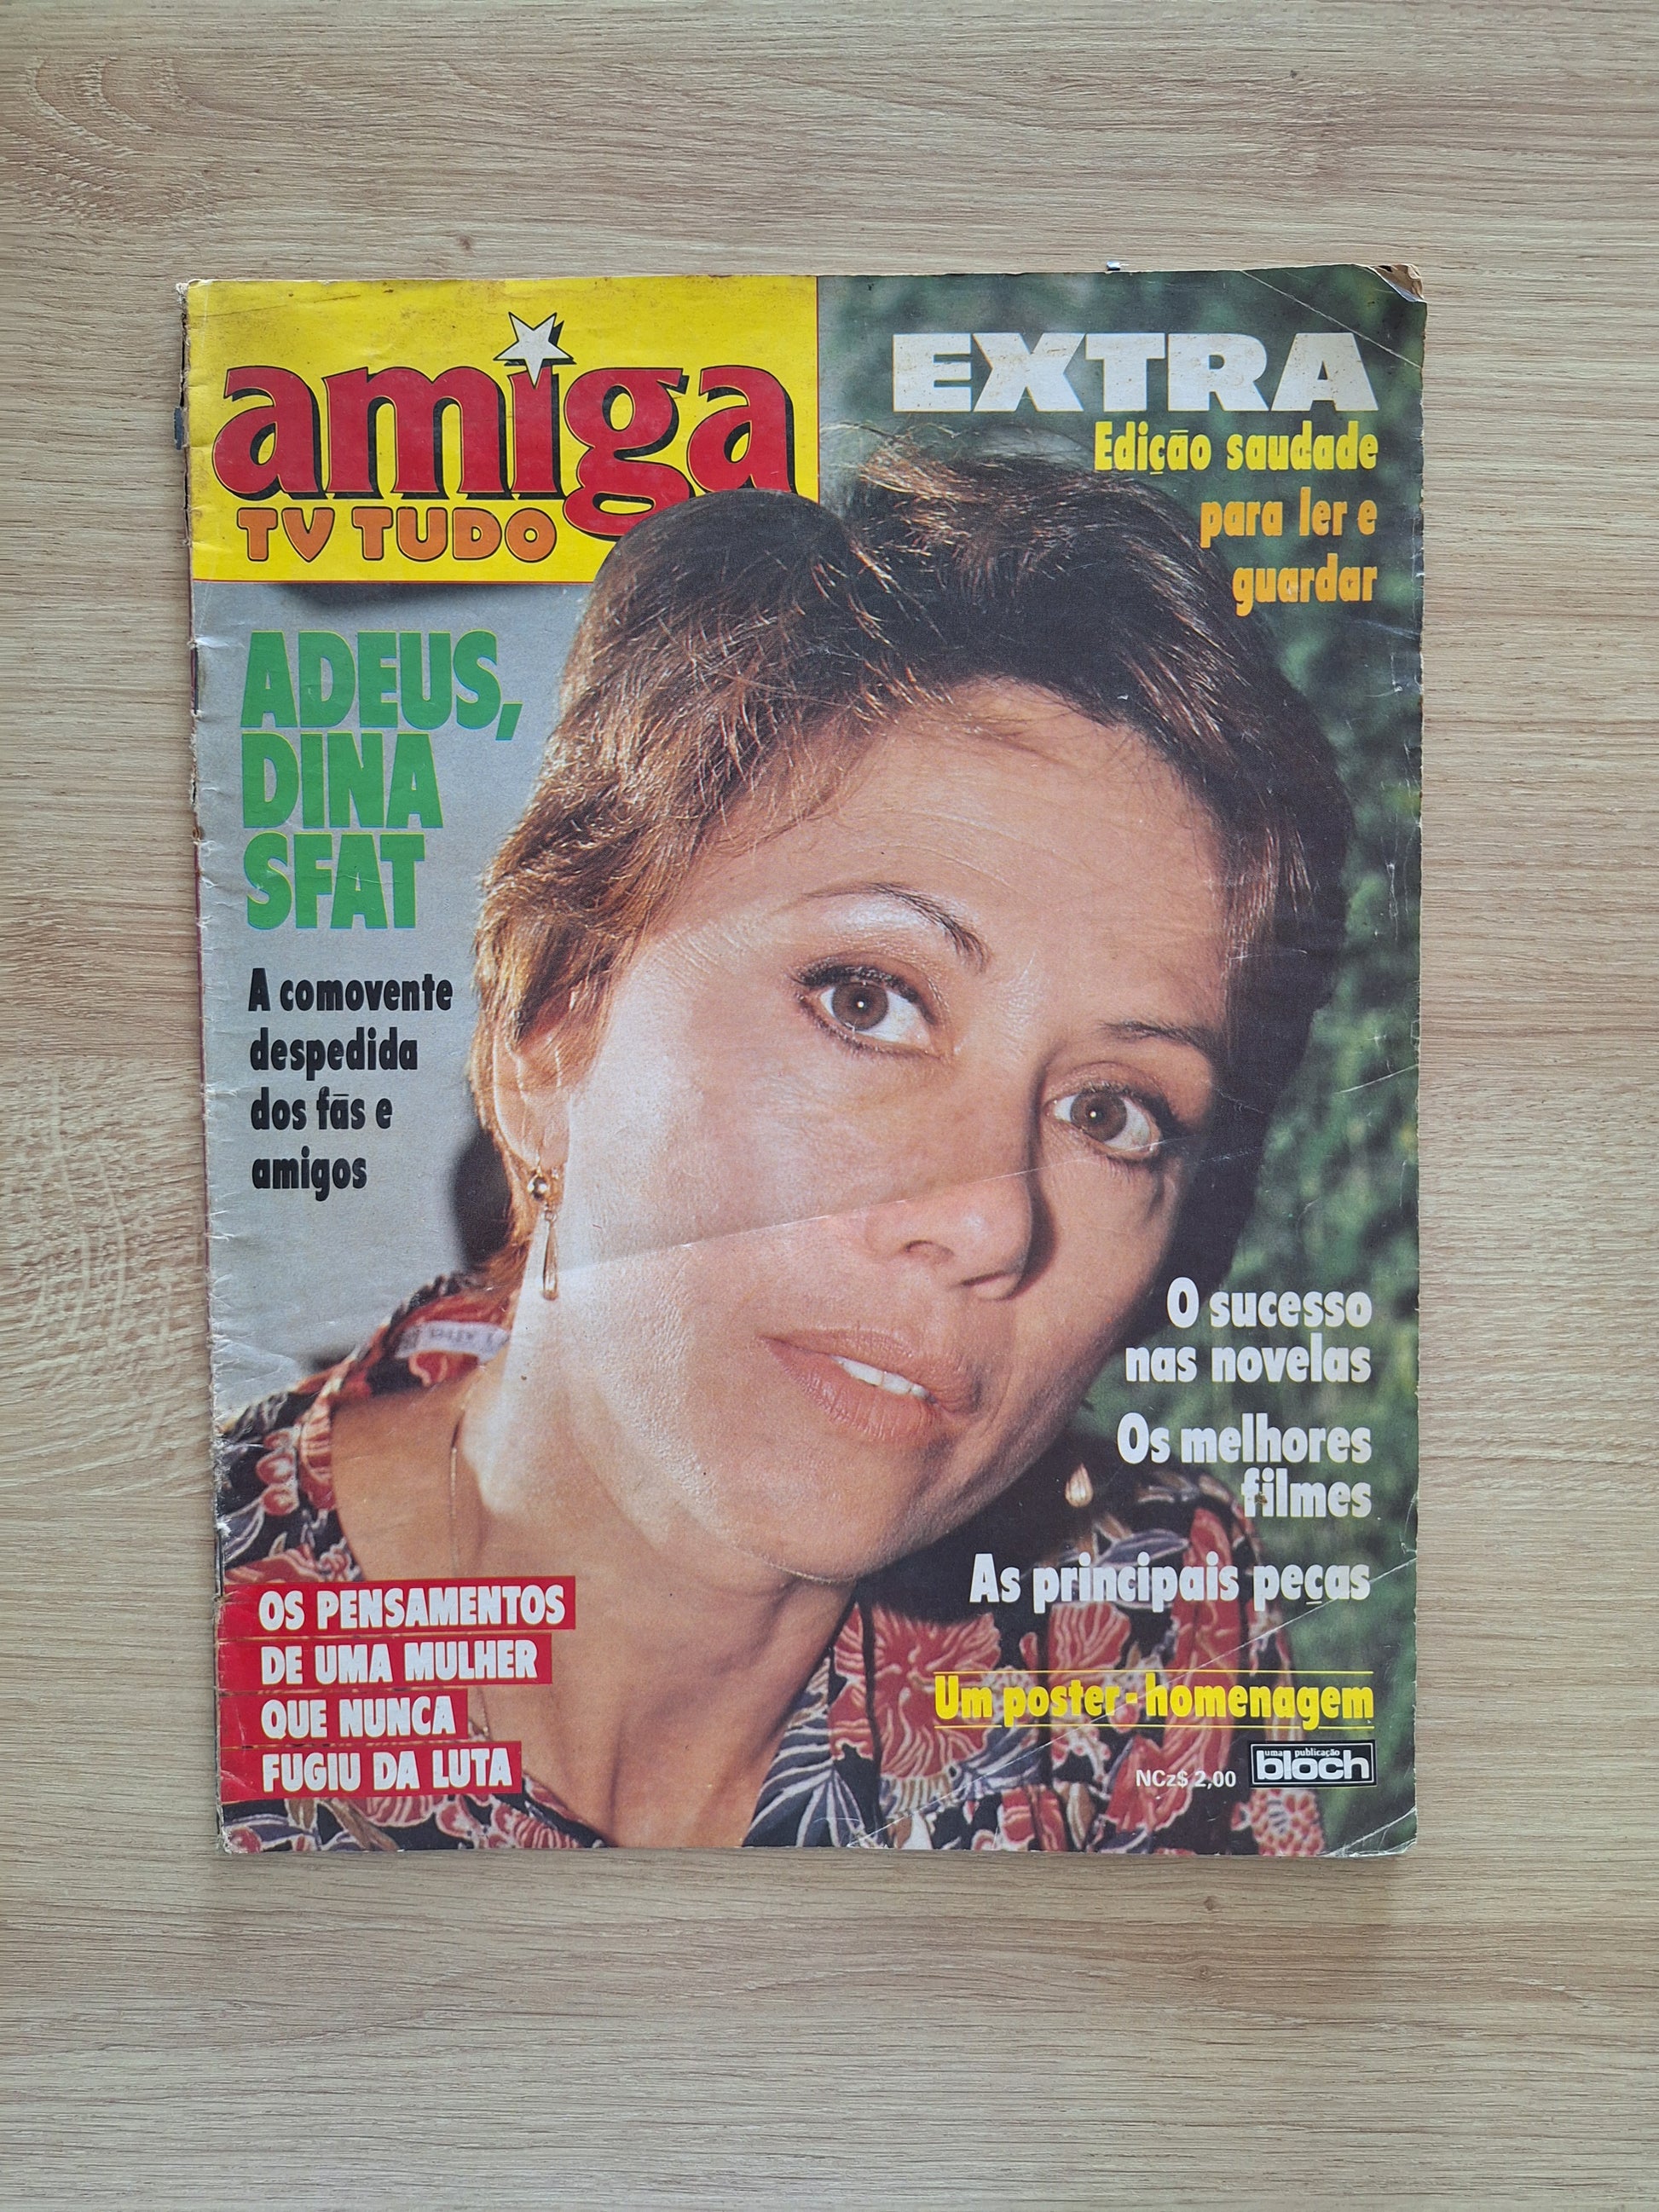 amiga
TV TUDO
EXTRA
Edição saudade
para ler e
guardar
ADEUS,
DINA
SFAT
A comovente
despedida
dos fãs e
amigos
O sucesso
nas novelas
Os melhores
filmes
As principais peças
OS PENSAMENTOS
DE UMA MULHER
QUE NUNCA
FUGIU DA LUTA
Um poster-homenagem
NCz$ 2,00
uma publicação
bloch